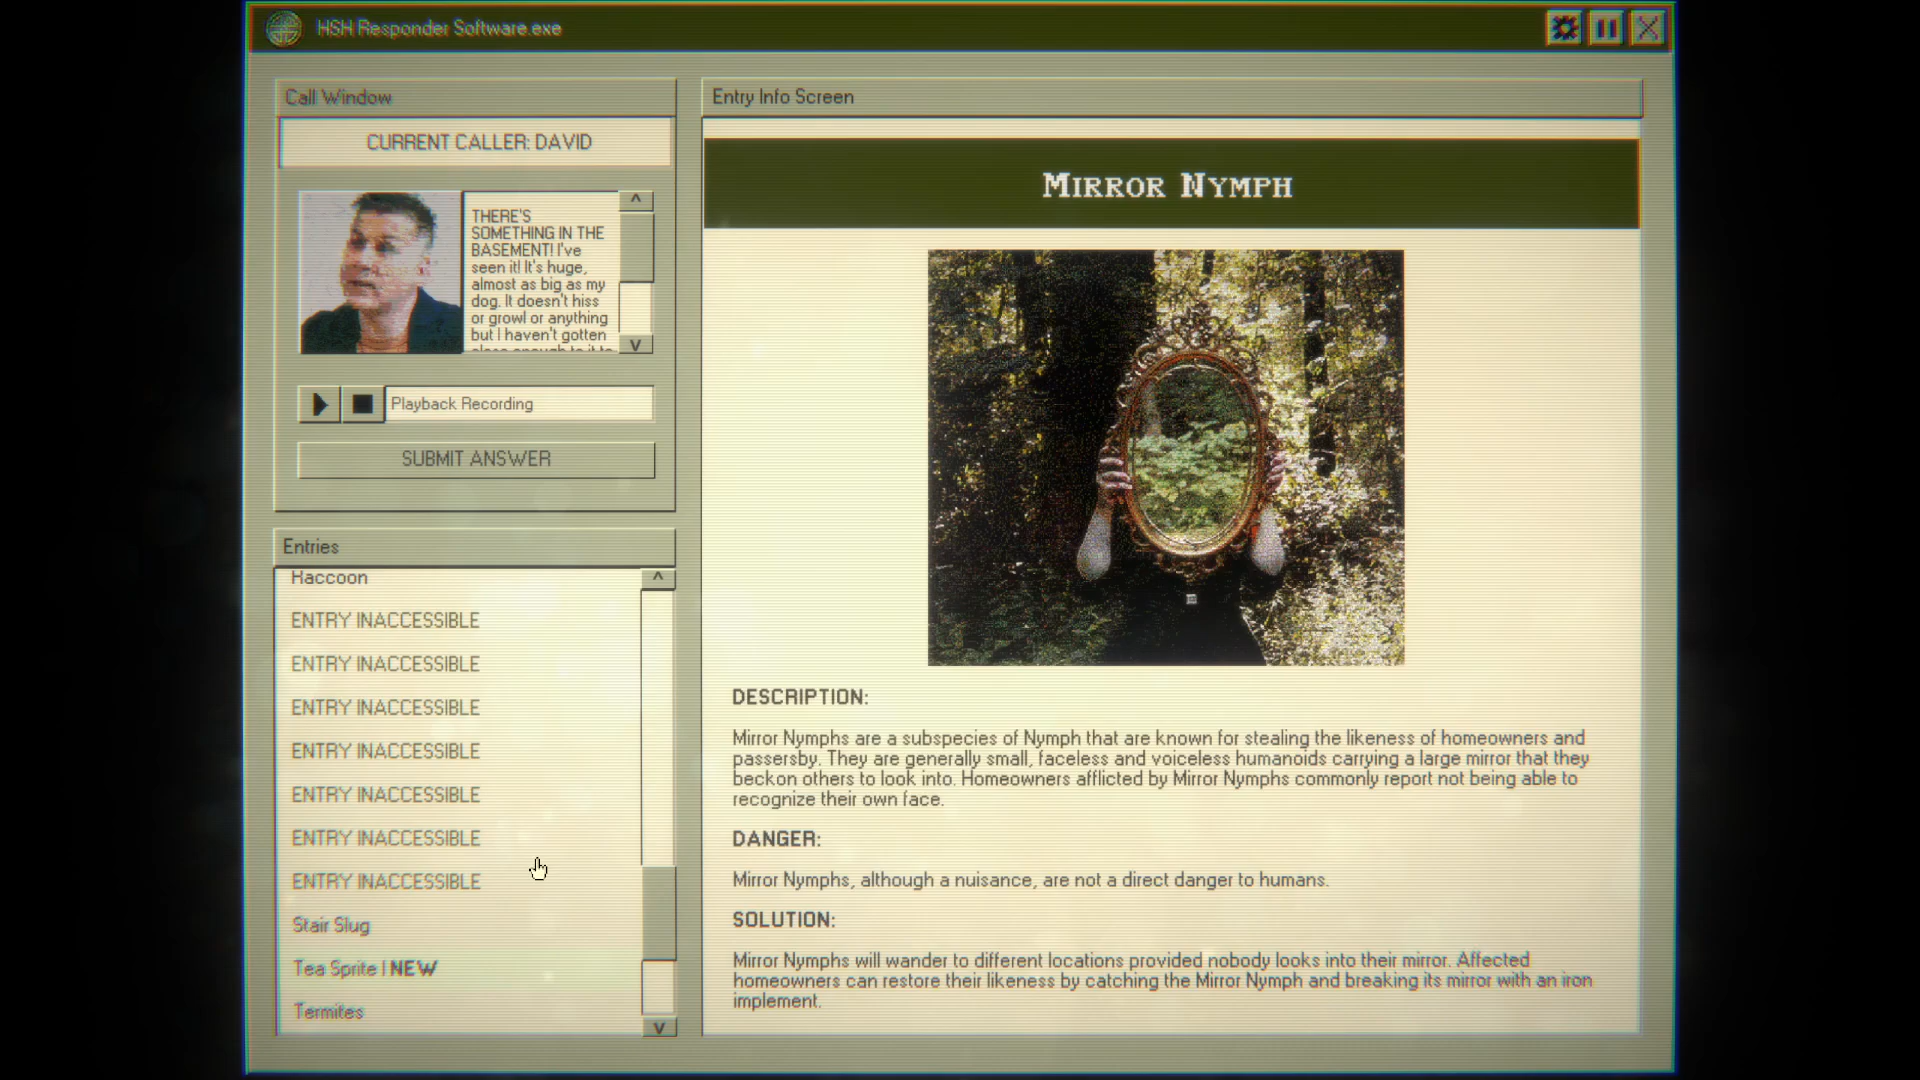 HSH Responder Software.exe
Call Window
CURRENT CALLER: DAVID
THERE'S
SOMETHING IN THE
BASEMENT! I've
seen it! It's huge,
almost as big as my
dog. It doesn't hiss
or growl or anything
but I haven't gotten
close enough to it to
Playback Recording
SUBMIT ANSWER
Entries
Haccoon
ENTRY INACCESSIBLE
ENTRY INACCESSIBLE
ENTRY INACCESSIBLE
ENTRY INACCESSIBLE
ENTRY INACCESSIBLE
ENTRY INACCESSIBLE
ENTRY INACCESSIBLE
Stair Slug
Tea Sprite | NEW
Termites
Entry Info Screen
MIRROR NYMPH
DESCRIPTION:
Mirror Nymphs are a subspecies of Nymph that are known for stealing the likeness of homeowners and
passersby. They are generally small, faceless and voiceless humanoids carrying a large mirror that they
beckon others to look into. Homeowners afflicted by Mirror Nymphs commonly report not being able to
recognize their own face.
DANGER:
Mirror Nymphs, although a nuisance, are not a direct danger to humans.
SOLUTION:
Mirror Nymphs will wander to different locations provided nobody looks into their mirror. Affected
homeowners can restore their likeness by catching the Mirror Nymph and breaking its mirror with an iron
implement.